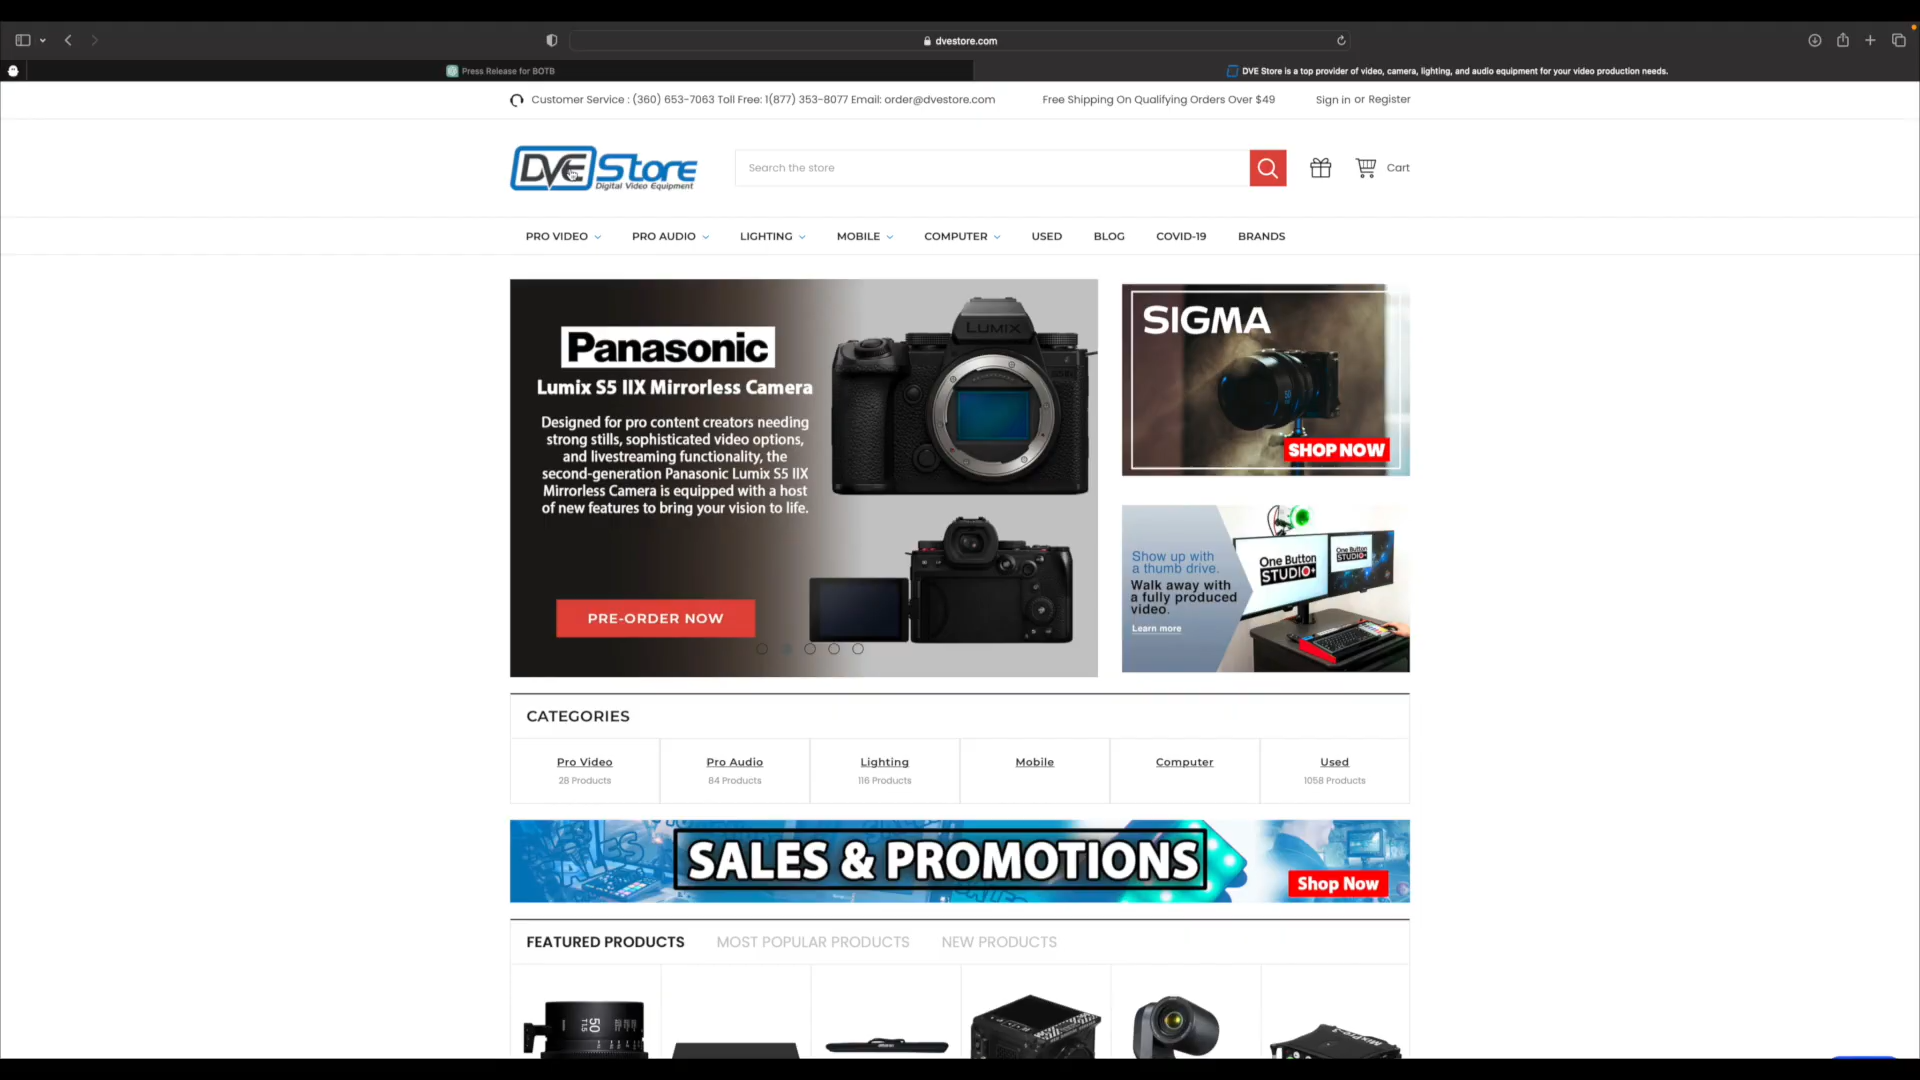 dvestore.com
Press Release for BOTB
DVE Store is a top provider of video, camera, lighting, and audio equipment for your video production needs.
Customer Service : (360) 653-7063 Toll Free: 1(877) 353-8077 Email: order@dvestore.com
Free Shipping On Qualifying Orders Over $49
Sign in or Register
DVE Store
Digital Video Equipment
Search the store
Cart
PRO VIDEO
PRO AUDIO
LIGHTING
MOBILE
COMPUTER
USED
BLOG
COVID-19
BRANDS
Panasonic
Lumix S5 IIX Mirrorless Camera
Designed for pro content creators needing
strong stills, sophisticated video options,
and livestreaming functionality, the
second-generation Panasonic Lumix S5 IIX
Mirrorless Camera is equipped with a host
of new features to bring your vision to life.
PRE-ORDER NOW
LUMIX
SIGMA
SHOP NOW
Show up with
a thumb drive.
Walk away with
a fully produced
video.
Learn more
One Button
STUDIO+
One Button
STUDIO+
CATEGORIES
Pro Video
28 Products
Pro Audio
84 Products
Lighting
116 Products
Mobile
Computer
Used
1058 Products
SALES & PROMOTIONS
Shop Now
FEATURED PRODUCTS
MOST POPULAR PRODUCTS
NEW PRODUCTS
50
T1.5
MixPre